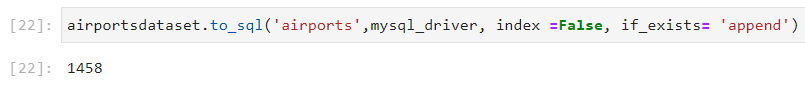 [22]: airportsdataset.to_sql('airports',mysql_driver, index =False, if_exists= 'append')
[22]: 1458